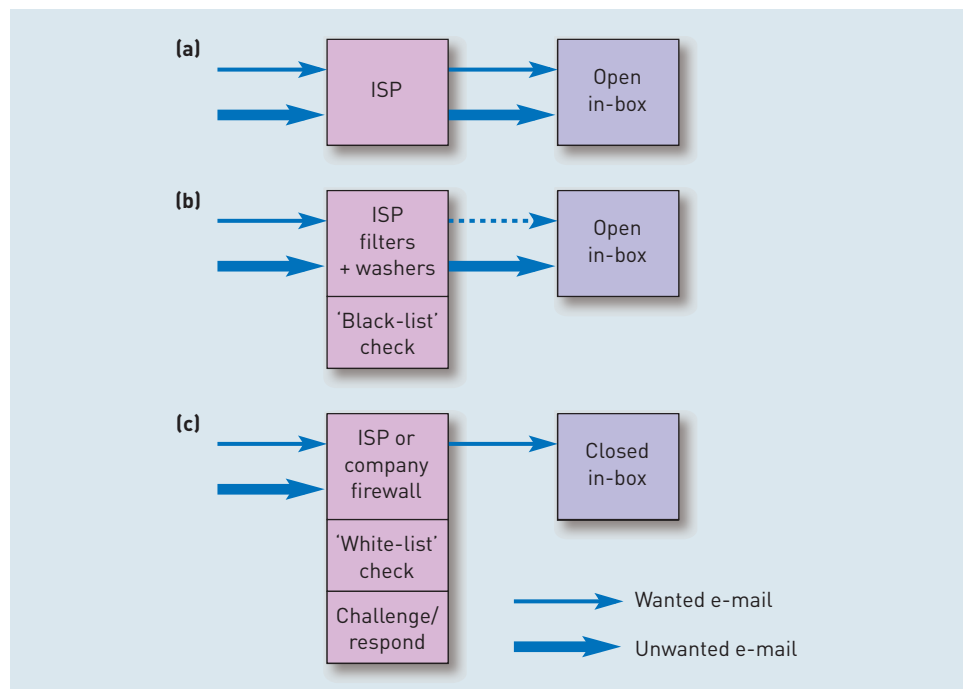 (a)
ISP
Open
in-box
(b)
ISP
filters
+ washers
Open
in-box
‘Black-list’
check
(c)
ISP or
company
firewall
Closed
in-box
‘White-list’
check
Challenge/
respond
Wanted e-mail
Unwanted e-mail